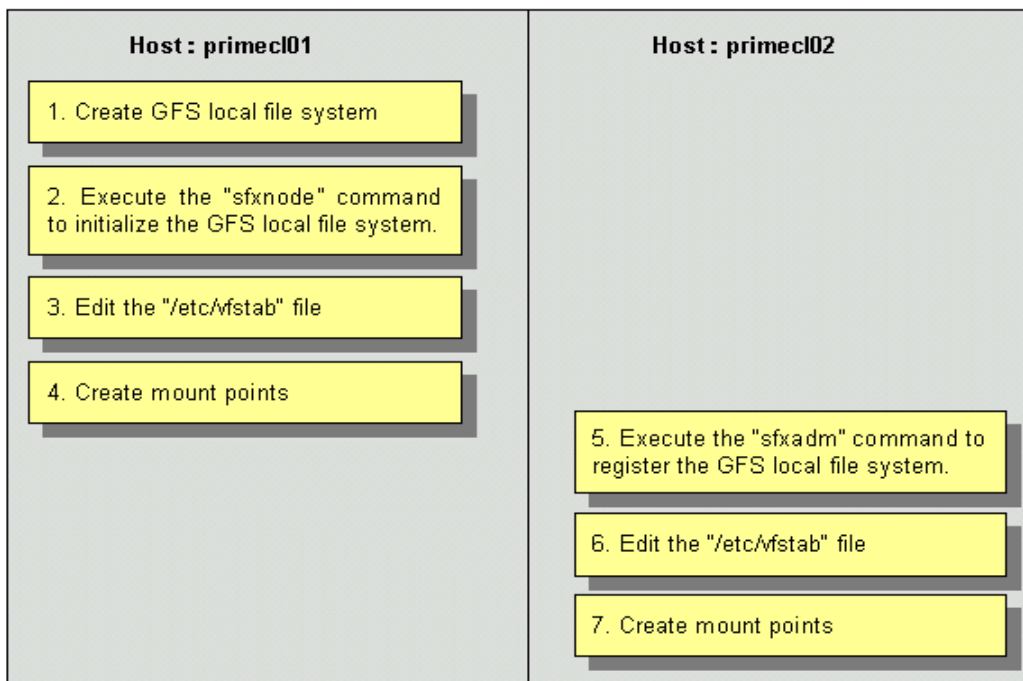 Host: primecl01
1. Create GFS local file system
2. Execute the "sfxnode" command
to initialize the GFS local file system.
3. Edit the "/etc/vfstab" file
4. Create mount points
Host: primecl02
5. Execute the "sfxadm" command to
register the GFS local file system.
6. Edit the "/etc/vfstab" file
7. Create mount points